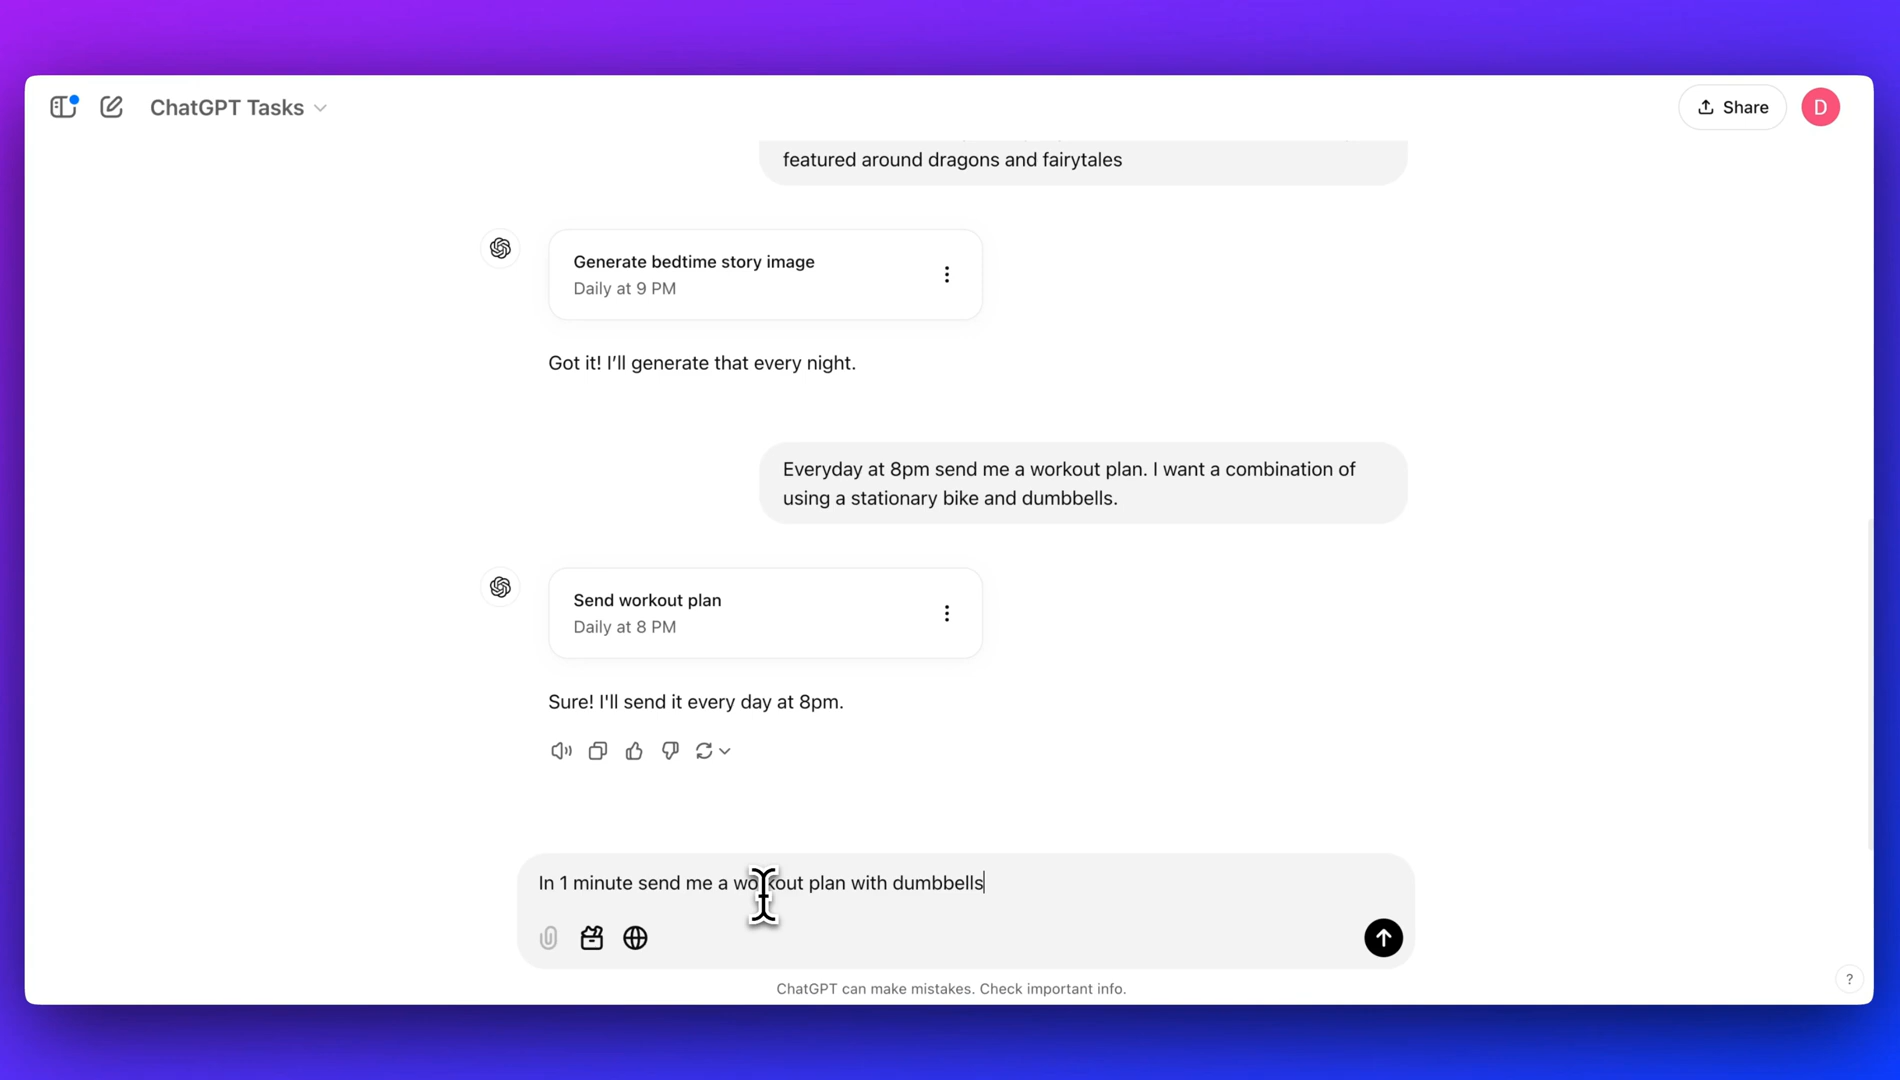 ChatGPT Tasks
Share
D
featured around dragons and fairytales
Generate bedtime story image
Daily at 9 PM
Got it! I’ll generate that every night.
Everyday at 8pm send me a workout plan. I want a combination of
using a stationary bike and dumbbells.
Send workout plan
Daily at 8 PM
Sure! I'll send it every day at 8pm.
In 1 minute send me a workout plan with dumbbells
ChatGPT can make mistakes. Check important info.
?